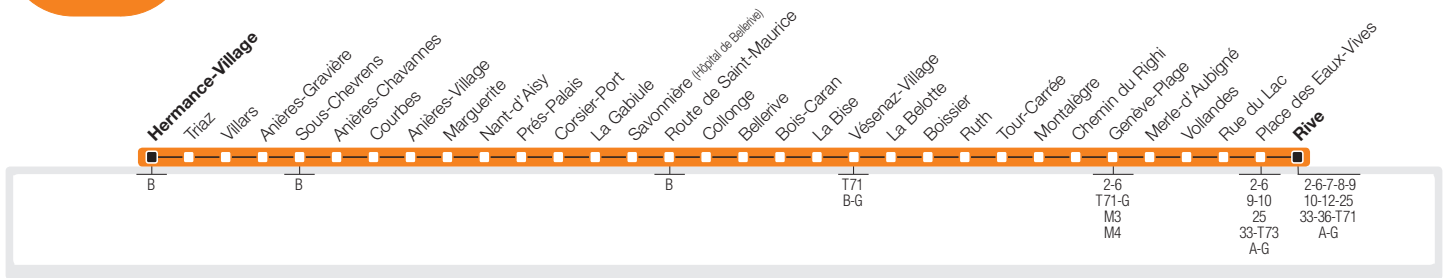 Hermance-Village
Triaz
Villars
Anières-Gravière
Sous-Chevrens
Anières-Chavannes
Courbes
Anières-Village
Marguerite
Nant-d'Aisy
Prés-Palais
Corsier-Port
La Gabiule
Savonnière (Hôpital de Bellerive)
Route de Saint-Maurice
Collonge
Bellerive
Bois-Caran
La Bise
Vésenaz-Village
La Belotte
Boissier
Ruth
Tour-Carrée
Montalègre
Chemin du Righi
Genève-Plage
Merle-d'Aubigné
Vollandes
Rue du Lac
Place des Eaux-Vives
Rive
B
B
B
T71
B-G
2-6
T71-G
M3
M4
2-6
9-10
25
33-T73
A-G
2-6-7-8-9
10-12-25
33-36-T71
A-G